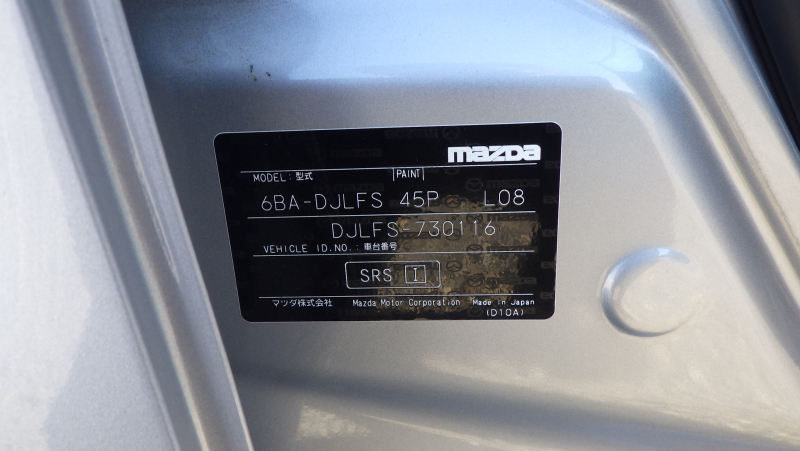 mazda
MODEL:型式 PAINT
6BA-DJLFS 45P L08
DJLFS-730116
VEHICLE ID.NO.:車台番号
SRS I
マツダ株式会社 Mazda Motor Corporation Made in Japan
(D10A)